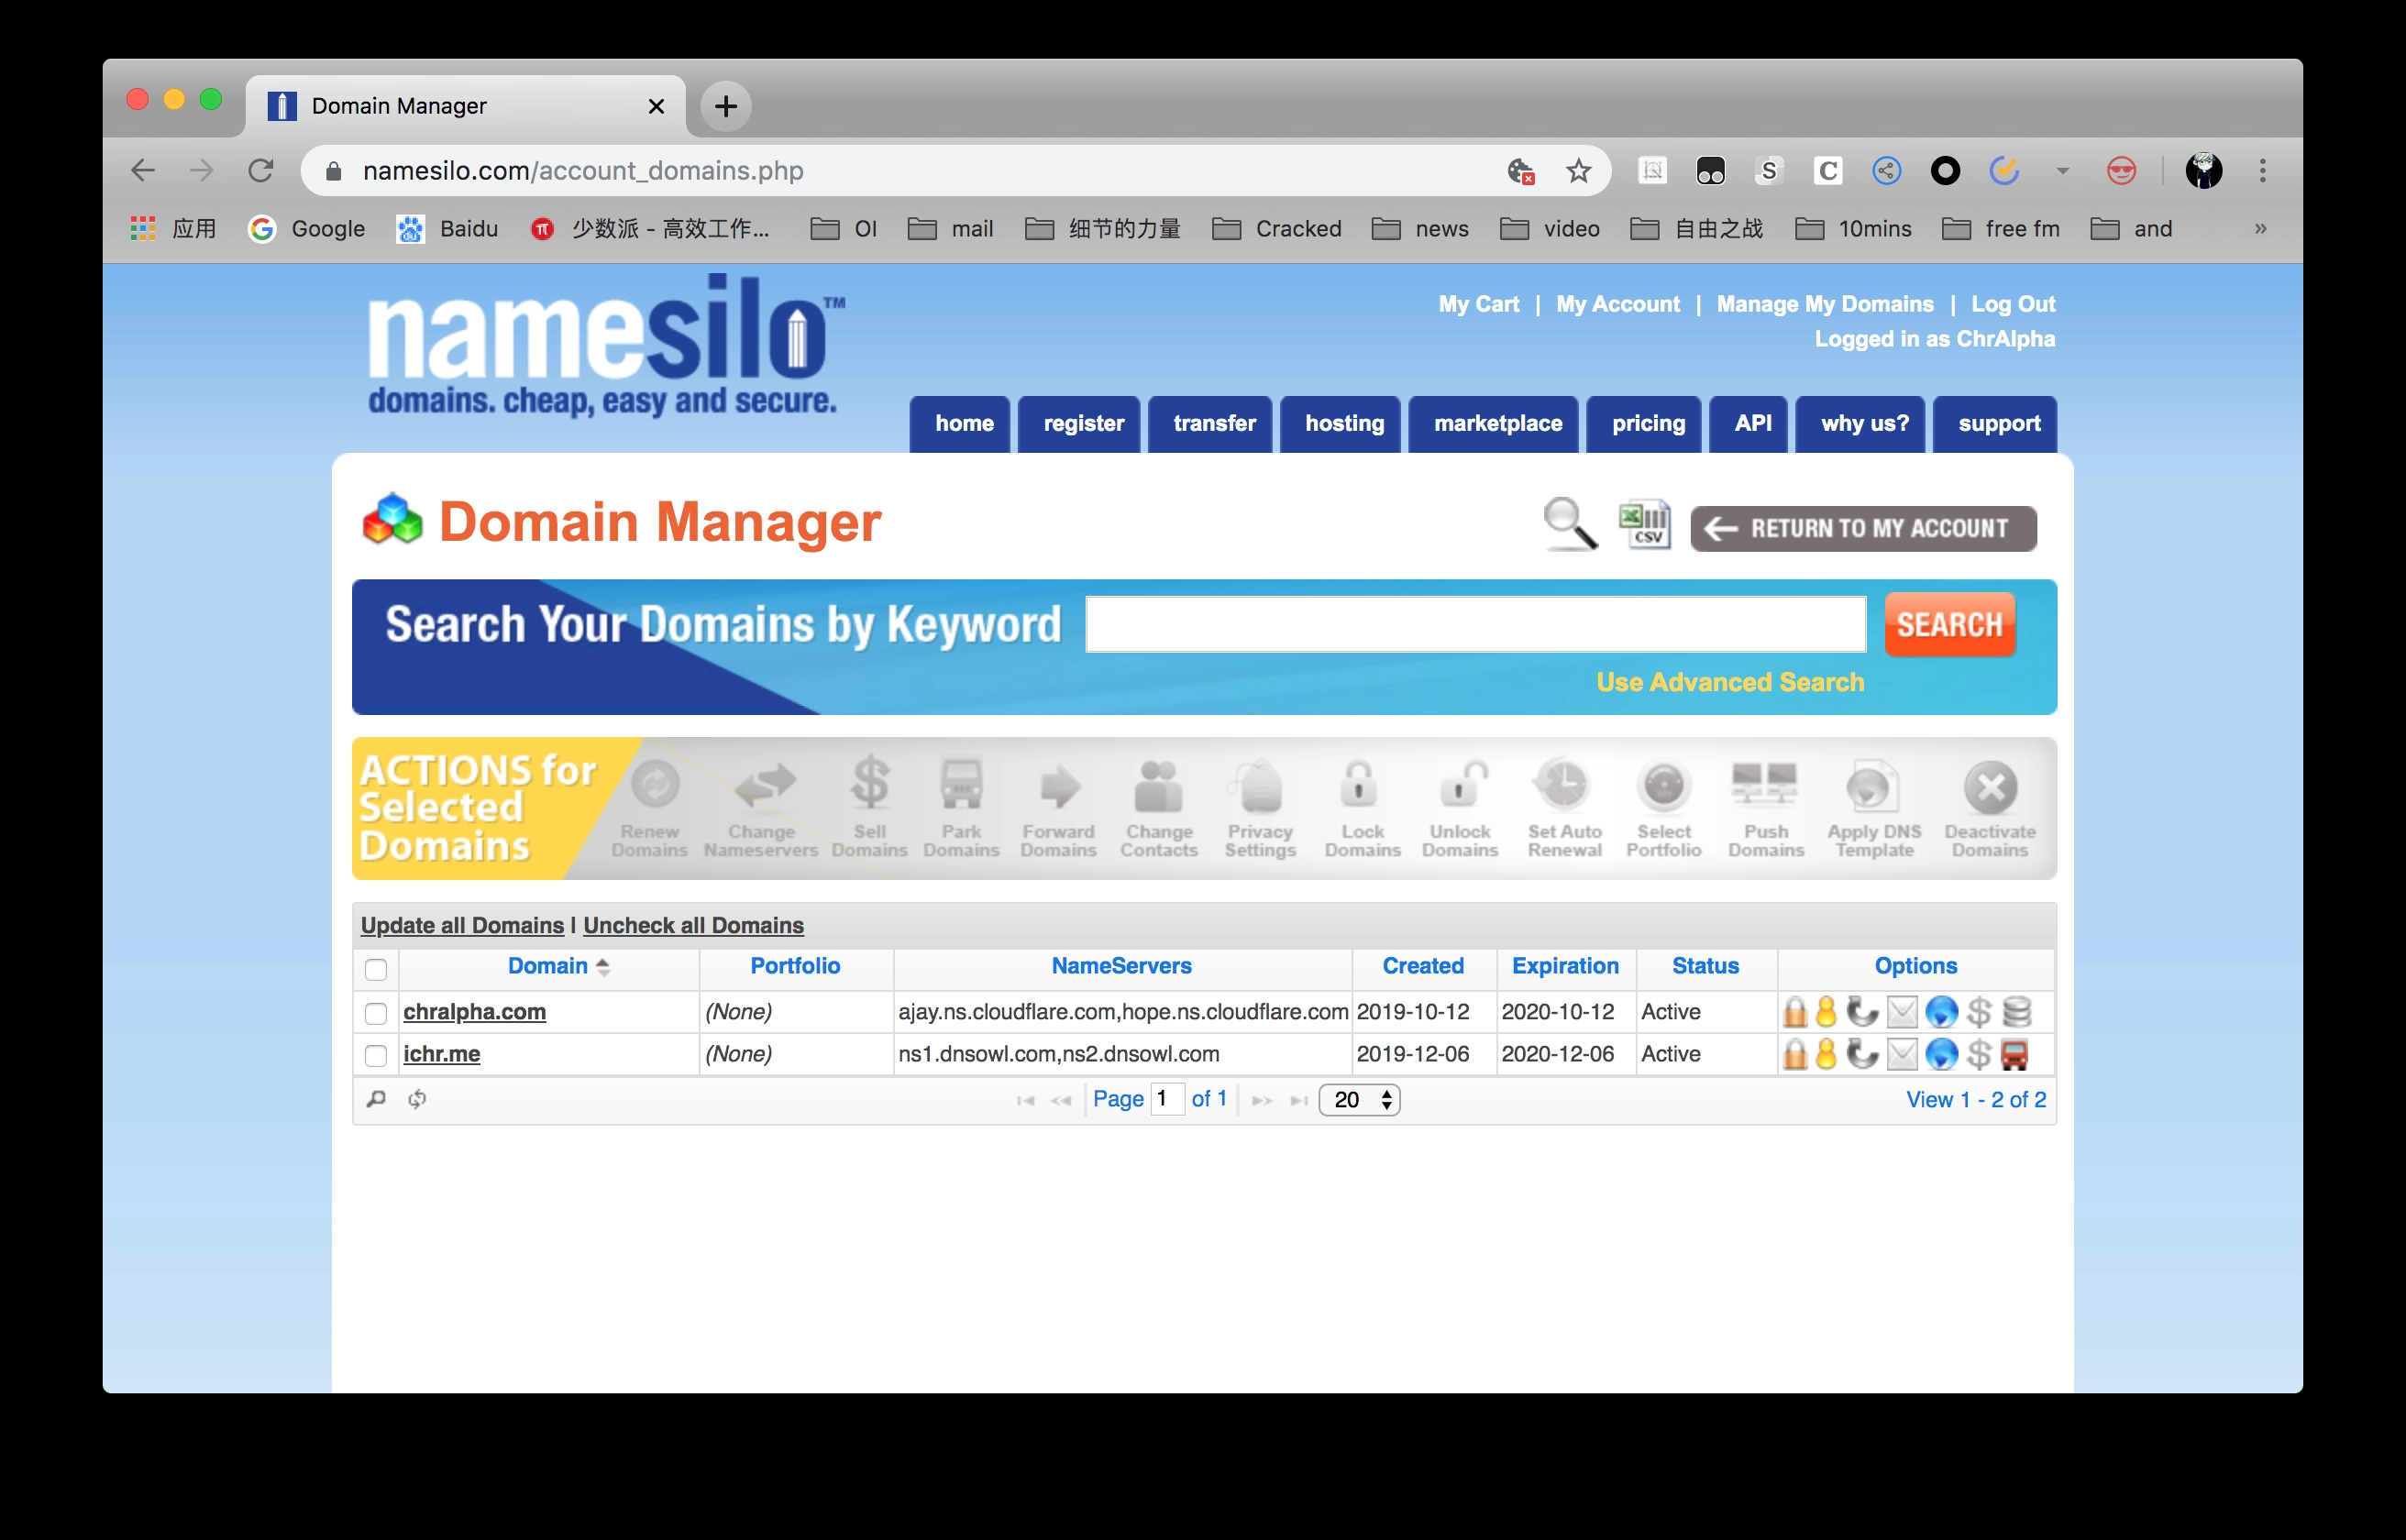 Domain Manager
namesilo.com/account_domains.php
应用 Google Baidu 少数派 - 高效工作... OI mail 细节的力量 Cracked news video 自由之战 10mins free fm and »
namesilo™
domains. cheap, easy and secure.
My Cart | My Account | Manage My Domains | Log Out
Logged in as ChrAlpha
home register transfer hosting marketplace pricing API why us? support
Domain Manager
CSV
RETURN TO MY ACCOUNT
Search Your Domains by Keyword
SEARCH
Use Advanced Search
ACTIONS for
Selected
Domains
Renew Domains
Change Nameservers
Sell Domains
Park Domains
Forward Domains
Change Contacts
Privacy Settings
Lock Domains
Unlock Domains
Set Auto Renewal
Select Portfolio
Push Domains
Apply DNS Template
Deactivate Domains
Update all Domains | Uncheck all Domains
Domain Portfolio NameServers Created Expiration Status Options
chralpha.com (None) ajay.ns.cloudflare.com,hope.ns.cloudflare.com 2019-10-12 2020-10-12 Active
ichr.me (None) ns1.dnsowl.com,ns2.dnsowl.com 2019-12-06 2020-12-06 Active
Page 1 of 1 20 View 1 - 2 of 2